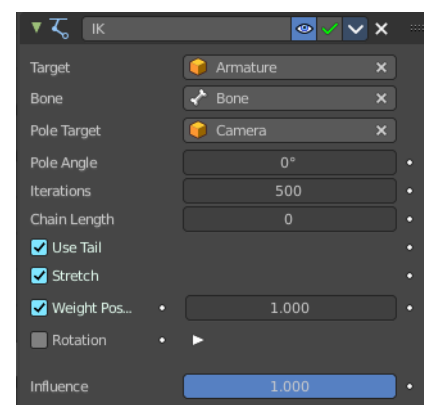 IK
Target Armature
Bone Bone
Pole Target Camera
Pole Angle 0°
Iterations 500
Chain Length 0
Use Tail
Stretch
Weight Pos... 1.000
Rotation
Influence 1.000